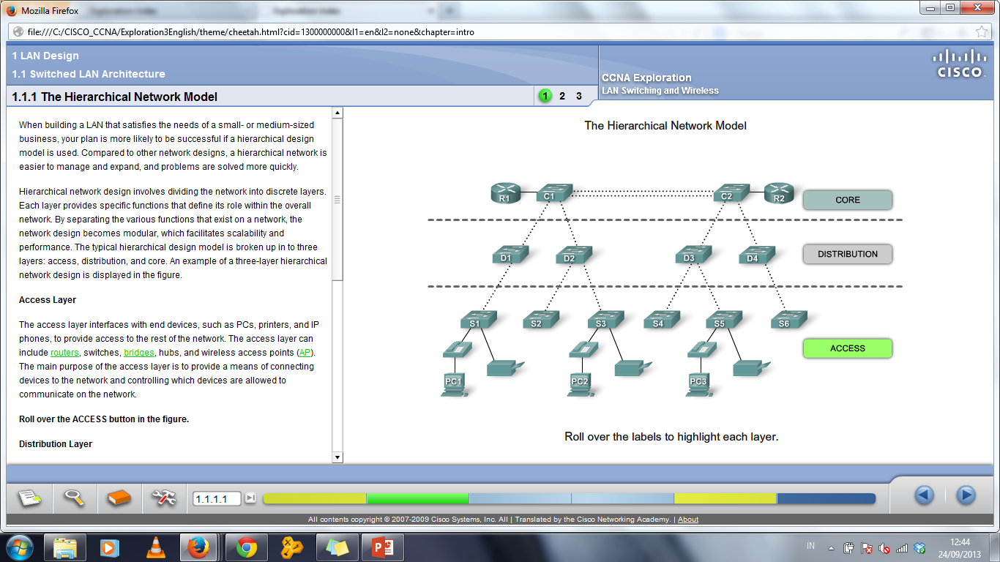 Mozilla Firefox
Exploration Index
Exploration Index
file:///C:/CISCO_CCNA/Exploration3English/theme/cheetah.html?cid=1300000000&l1=en&l2=none&chapter=intro
1 LAN Design
1.1 Switched LAN Architecture
CCNA Exploration
LAN Switching and Wireless
CISCO.
1.1.1 The Hierarchical Network Model
1 2 3
When building a LAN that satisfies the needs of a small- or medium-sized
business, your plan is more likely to be successful if a hierarchical design
model is used. Compared to other network designs, a hierarchical network is
easier to manage and expand, and problems are solved more quickly.
Hierarchical network design involves dividing the network into discrete layers.
Each layer provides specific functions that define its role within the overall
network. By separating the various functions that exist on a network, the
network design becomes modular, which facilitates scalability and
performance. The typical hierarchical design model is broken up in to three
layers: access, distribution, and core. An example of a three-layer hierarchical
network design is displayed in the figure.
Access Layer
The access layer interfaces with end devices, such as PCs, printers, and IP
phones, to provide access to the rest of the network. The access layer can
include routers, switches, bridges, hubs, and wireless access points (AP).
The main purpose of the access layer is to provide a means of connecting
devices to the network and controlling which devices are allowed to
communicate on the network.
Roll over the ACCESS button in the figure.
Distribution Layer
The Hierarchical Network Model
R1 C1 C2 R2 CORE
D1 D2 D3 D4 DISTRIBUTION
S1 S2 S3 S4 S5 S6
ACCESS
PC1 PC2 PC3
Roll over the labels to highlight each layer.
1.1.1.1
All contents copyright © 2007-2009 Cisco Systems, Inc. All | Translated by the Cisco Networking Academy. | About
IN
12:44
24/09/2013